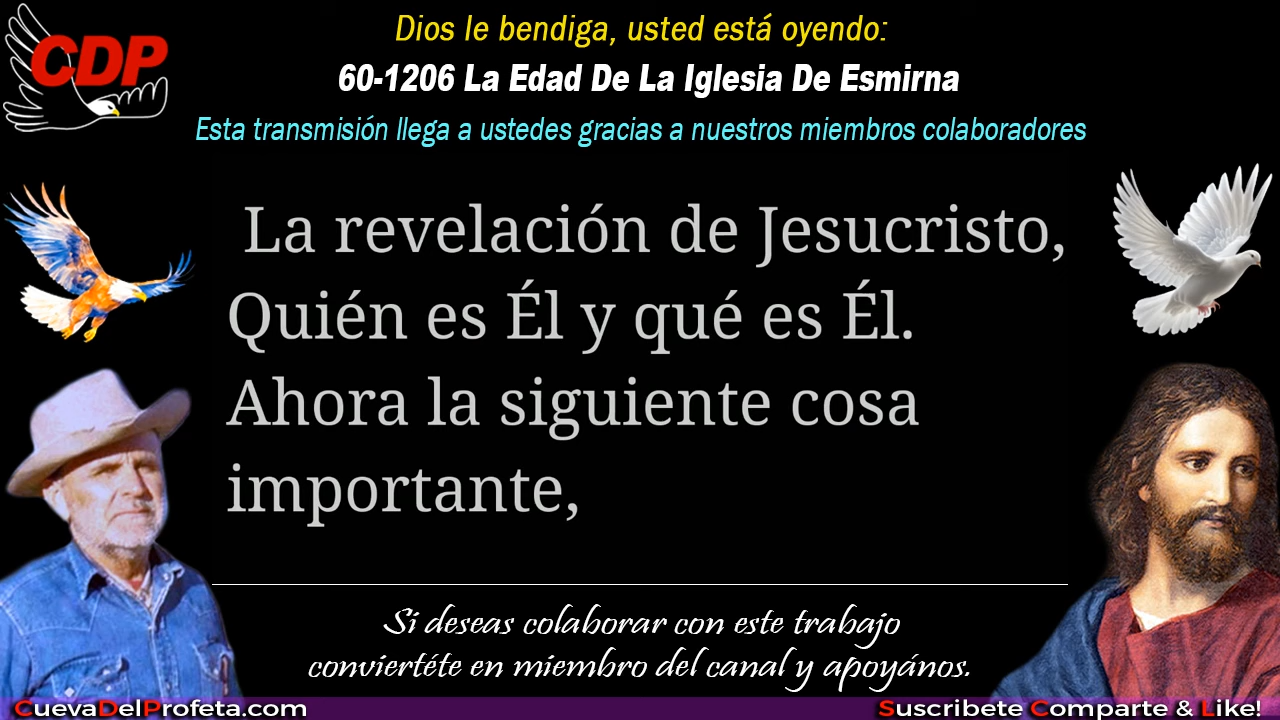 CDP
Dios le bendiga, usted está oyendo:
60-1206 La Edad De La Iglesia De Esmirna
Esta transmisión llega a ustedes gracias a nuestros miembros colaboradores
La revelación de Jesucristo,
Quién es Él y qué es Él.
Ahora la siguiente cosa
importante,
Si deseas colaborar con este trabajo
conviertéte en miembro del canal y apoyános.
CuevaDelProfeta.com
Suscribete Comparte & Like!